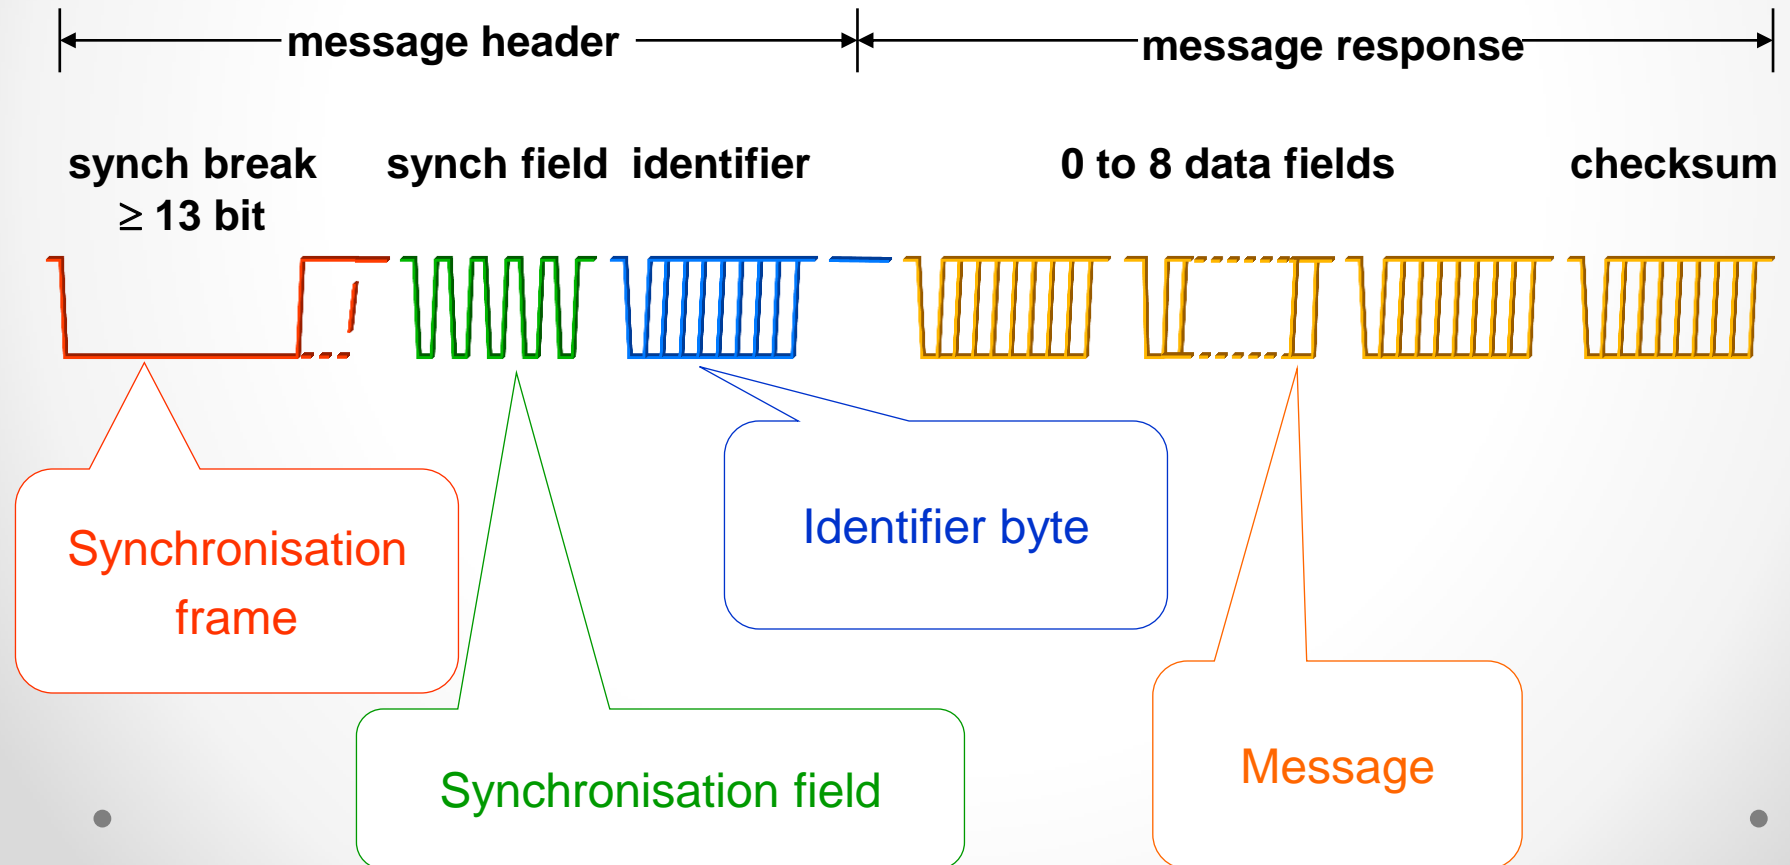 message header
message response
synch break
≥ 13 bit
synch field
identifier
0 to 8 data fields
checksum
Synchronisation
frame
Synchronisation field
Identifier byte
Message